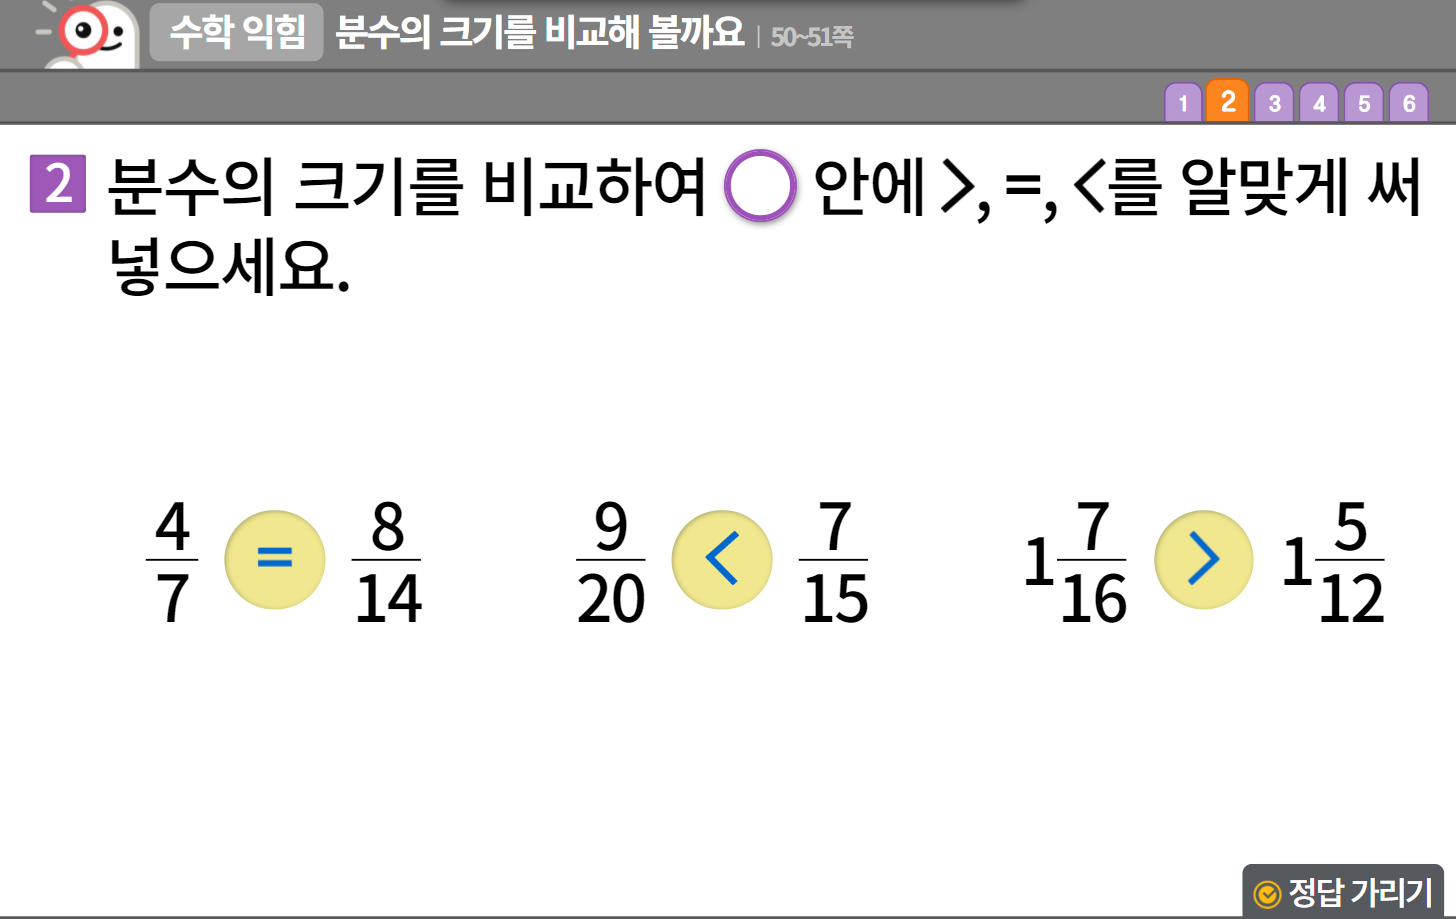 수학 익힘 분수의 크기를 비교해 볼까요 | 50~51쪽
1 2 3 4 5 6
2 분수의 크기를 비교하여 ◯ 안에 >, =, <를 알맞게 써
넣으세요.
4/7 = 8/14 9/20 < 7/15 1 7/16 > 1 5/12
정답 가리기